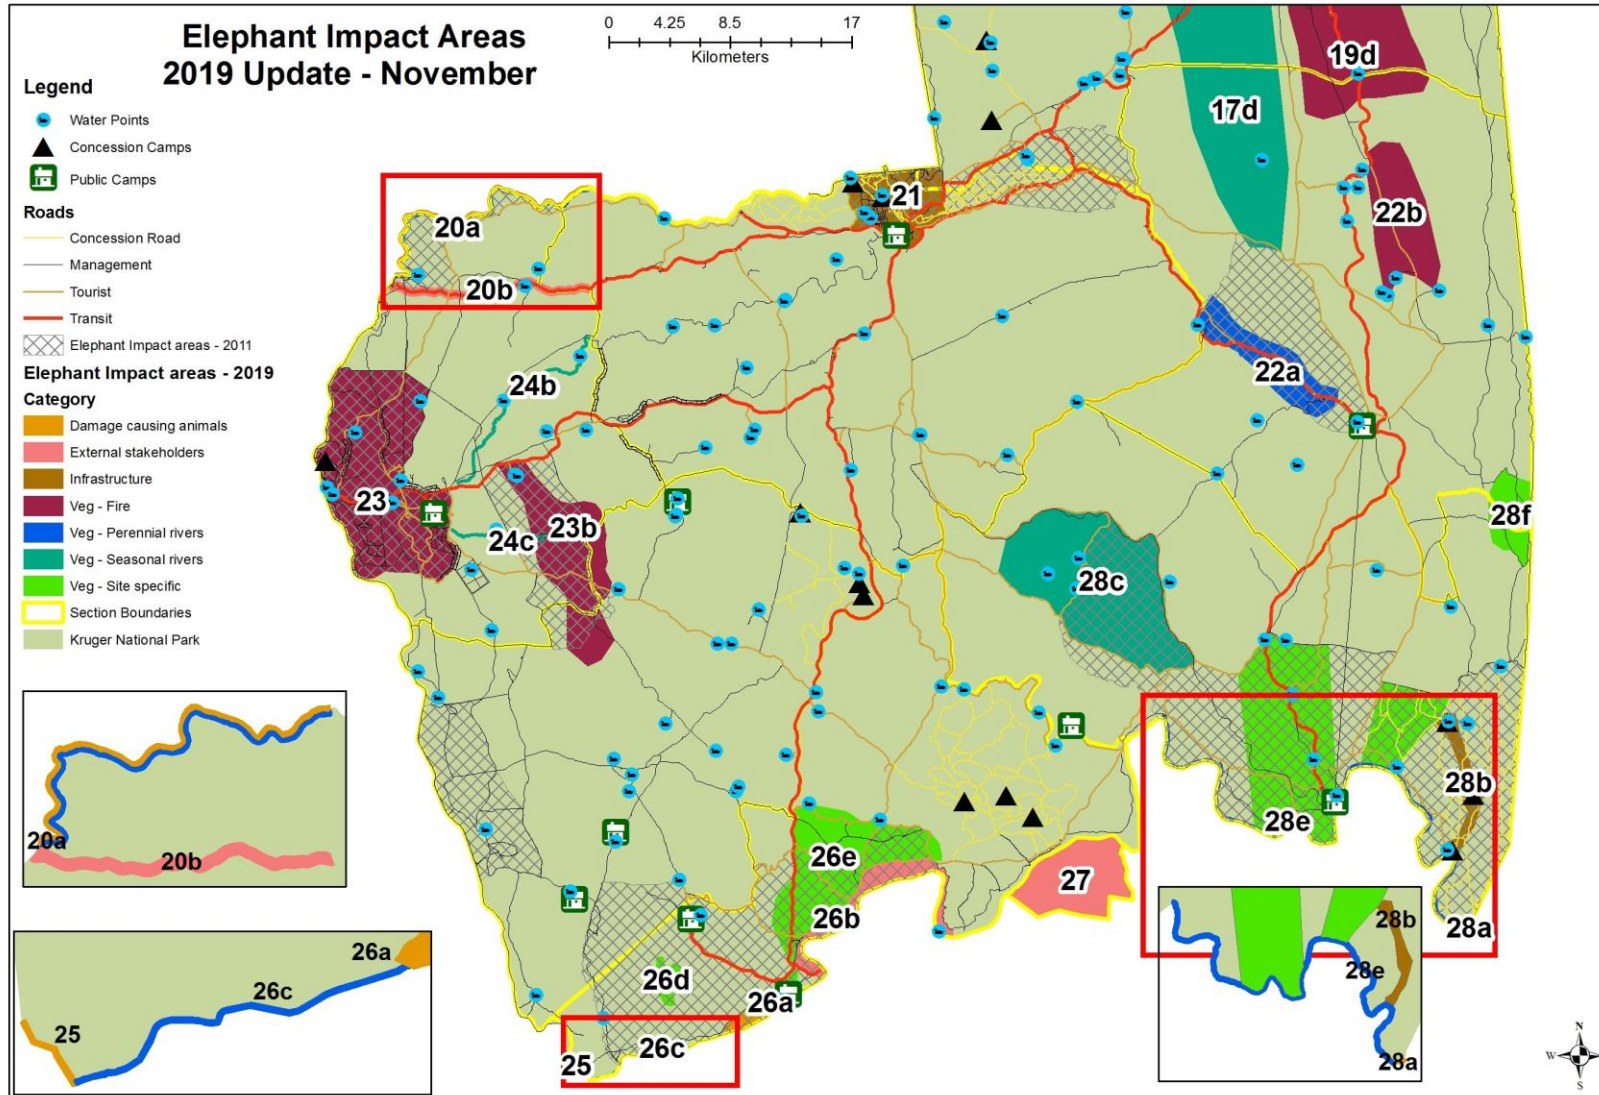 Elephant Impact Areas
2019 Update - November
0 4.25 8.5 17
Kilometers
Legend
Water Points
Concession Camps
Public Camps
Roads
Concession Road
Management
Tourist
Transit
Elephant Impact areas - 2011
Elephant Impact areas - 2019
Category
Damage causing animals
External stakeholders
Infrastructure
Veg - Fire
Veg - Perennial rivers
Veg - Seasonal rivers
Veg - Site specific
Section Boundaries
Kruger National Park
19d
17d
21
22b
20a
20b
22a
24b
23
23b
24c
28f
28c
28b
28e
26e
27
26b
28a
26d
26a
26c
25
20a
20b
26a
26c
25
28b
28e
28a
N
W
E
S